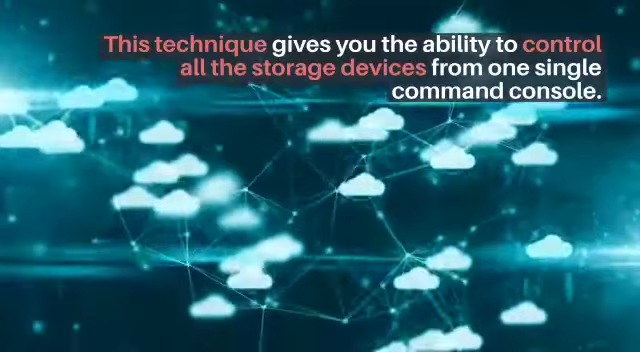 This technique gives you the ability to control
all the storage devices from one single
command console.